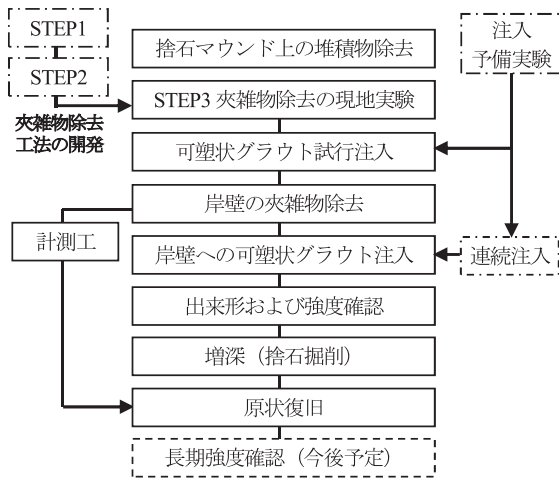 STEP1
STEP2
夾雑物除去
工法の開発
捨石マウンド上の堆積物除去
STEP3 夾雑物除去の現地実験
可塑状グラウト試行注入
岸壁の夾雑物除去
岸壁への可塑状グラウト注入
出来形および強度確認
増深（捨石掘削）
原状復旧
長期強度確認（今後予定）
計測工
注入
予備実験
連続注入